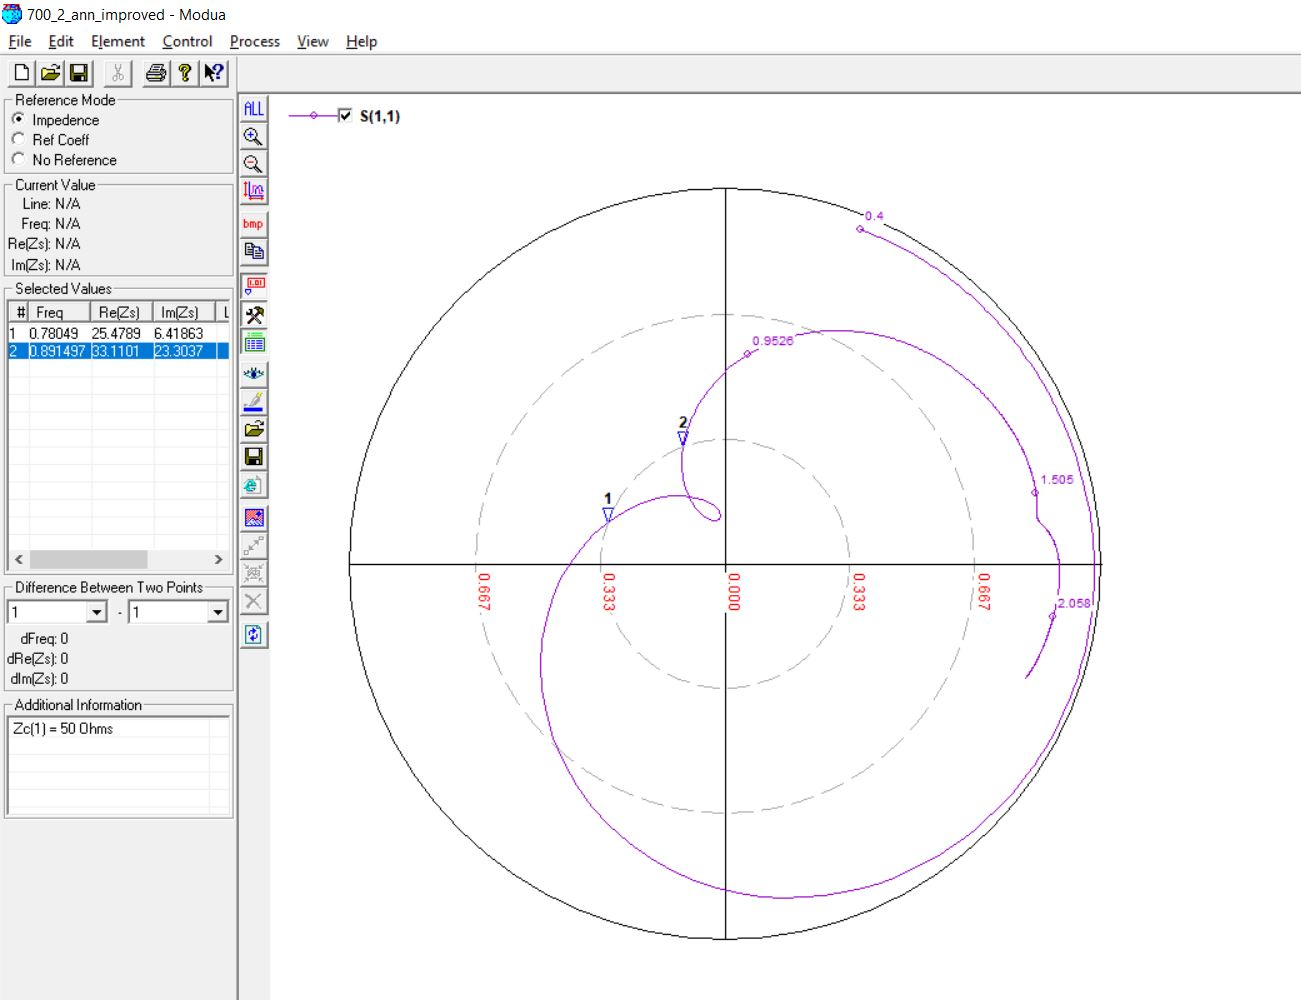 700_2_ann_improved - Modua
File Edit Element Control Process View Help
Reference Mode
Impedence
Ref Coeff
No Reference
Current Value
Line: N/A
Freq: N/A
Re(Zs): N/A
Im(Zs): N/A
Selected Values
# Freq Re(Zs) Im(Zs) L
1 0.78049 25.4789 6.41863
2 0.891497 33.1101 23.3037
Difference Between Two Points
1 - 1
dFreq: 0
dRe(Zs): 0
dIm(Zs): 0
Additional Information
Zc(1) = 50 Ohms
ALL
bmp
1.01
S(1,1)
0.4
0.9526
2
1.505
1
0.667 0.333 0.000 0.333 0.667
2.058